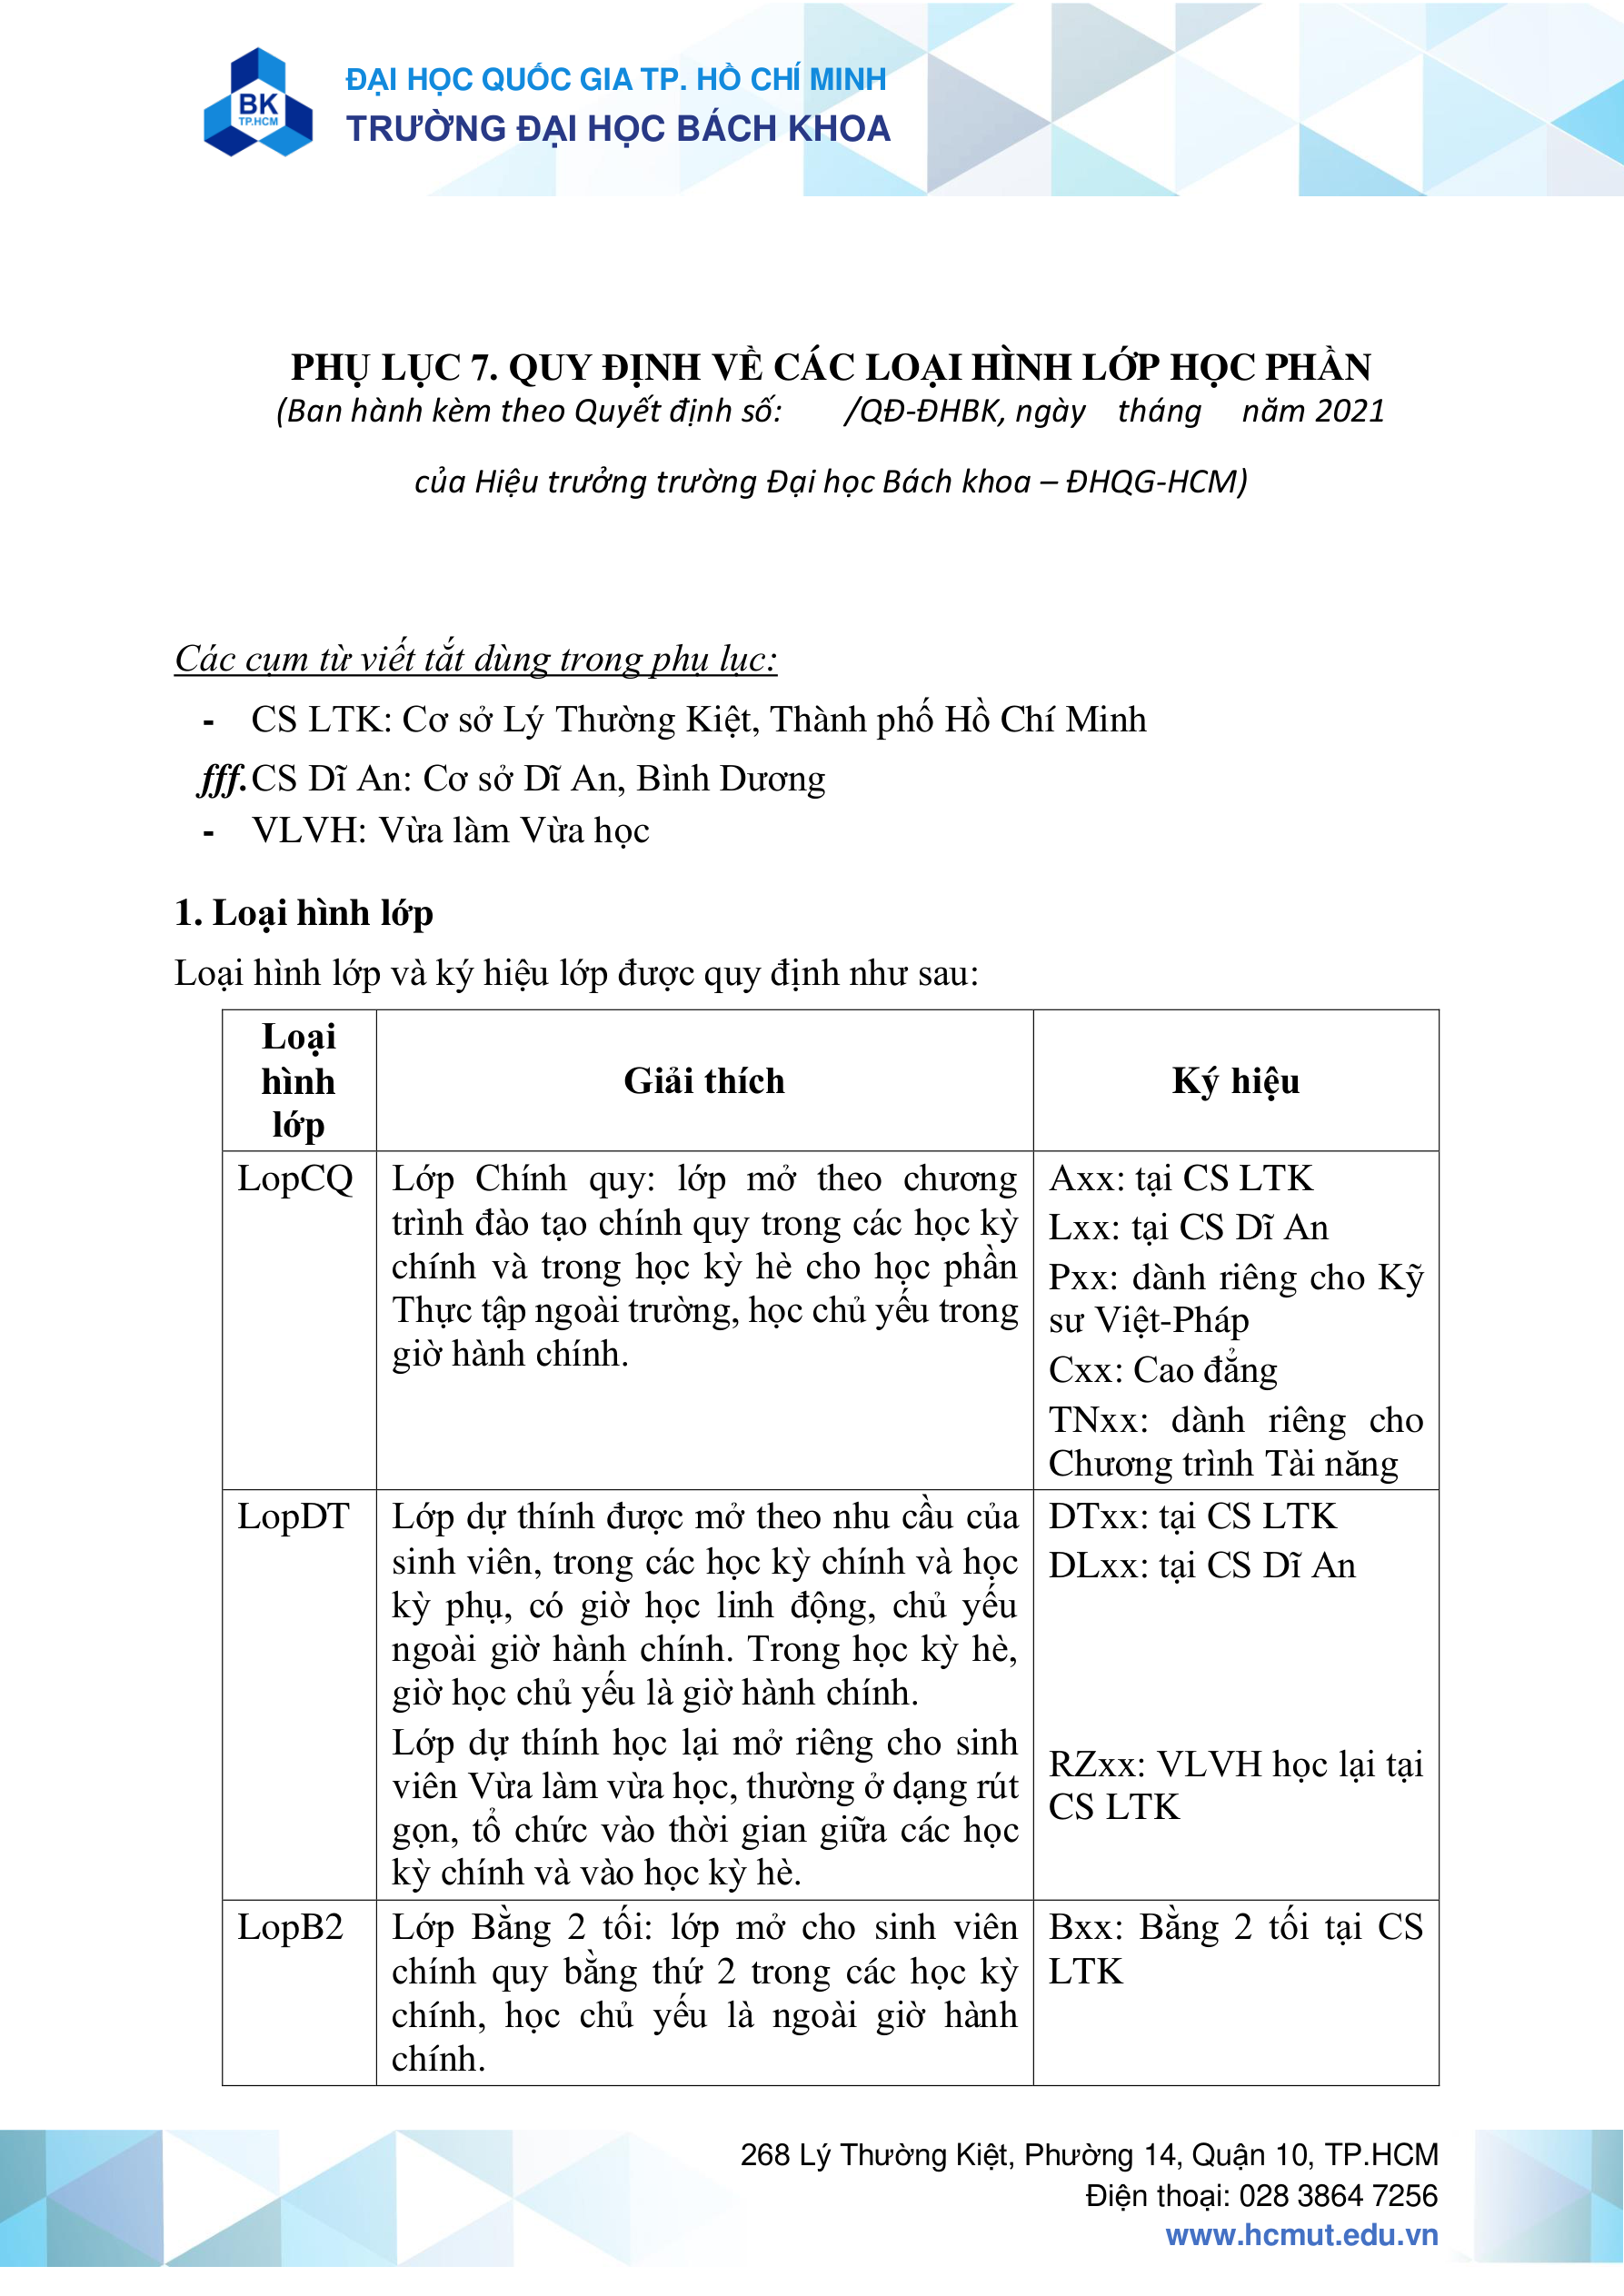 BK
TP.HCM
ĐẠI HỌC QUỐC GIA TP. HỒ CHÍ MINH
TRƯỜNG ĐẠI HỌC BÁCH KHOA
PHỤ LỤC 7. QUY ĐỊNH VỀ CÁC LOẠI HÌNH LỚP HỌC PHẦN
(Ban hành kèm theo Quyết định số: /QĐ-ĐHBK, ngày tháng năm 2021
của Hiệu trưởng trường Đại học Bách khoa – ĐHQG-HCM)
Các cụm từ viết tắt dùng trong phụ lục:
- CS LTK: Cơ sở Lý Thường Kiệt, Thành phố Hồ Chí Minh
fff. CS Dĩ An: Cơ sở Dĩ An, Bình Dương
- VLVH: Vừa làm Vừa học
1. Loại hình lớp
Loại hình lớp và ký hiệu lớp được quy định như sau:
Loại
hình
lớp
Giải thích
Ký hiệu
LopCQ
Lớp Chính quy: lớp mở theo chương
trình đào tạo chính quy trong các học kỳ
chính và trong học kỳ hè cho học phần
Thực tập ngoài trường, học chủ yếu trong
giờ hành chính.
Axx: tại CS LTK
Lxx: tại CS Dĩ An
Pxx: dành riêng cho Kỹ
sư Việt-Pháp
Cxx: Cao đẳng
TNxx: dành riêng cho
Chương trình Tài năng
LopDT
Lớp dự thính được mở theo nhu cầu của
sinh viên, trong các học kỳ chính và học
kỳ phụ, có giờ học linh động, chủ yếu
ngoài giờ hành chính. Trong học kỳ hè,
giờ học chủ yếu là giờ hành chính.
Lớp dự thính học lại mở riêng cho sinh
viên Vừa làm vừa học, thường ở dạng rút
gọn, tổ chức vào thời gian giữa các học
kỳ chính và vào học kỳ hè.
DTxx: tại CS LTK
DLxx: tại CS Dĩ An
RZxx: VLVH học lại tại
CS LTK
LopB2
Lớp Bằng 2 tối: lớp mở cho sinh viên
chính quy bằng thứ 2 trong các học kỳ
chính, học chủ yếu là ngoài giờ hành
chính.
Bxx: Bằng 2 tối tại CS
LTK
268 Lý Thường Kiệt, Phường 14, Quận 10, TP.HCM
Điện thoại: 028 3864 7256
www.hcmut.edu.vn